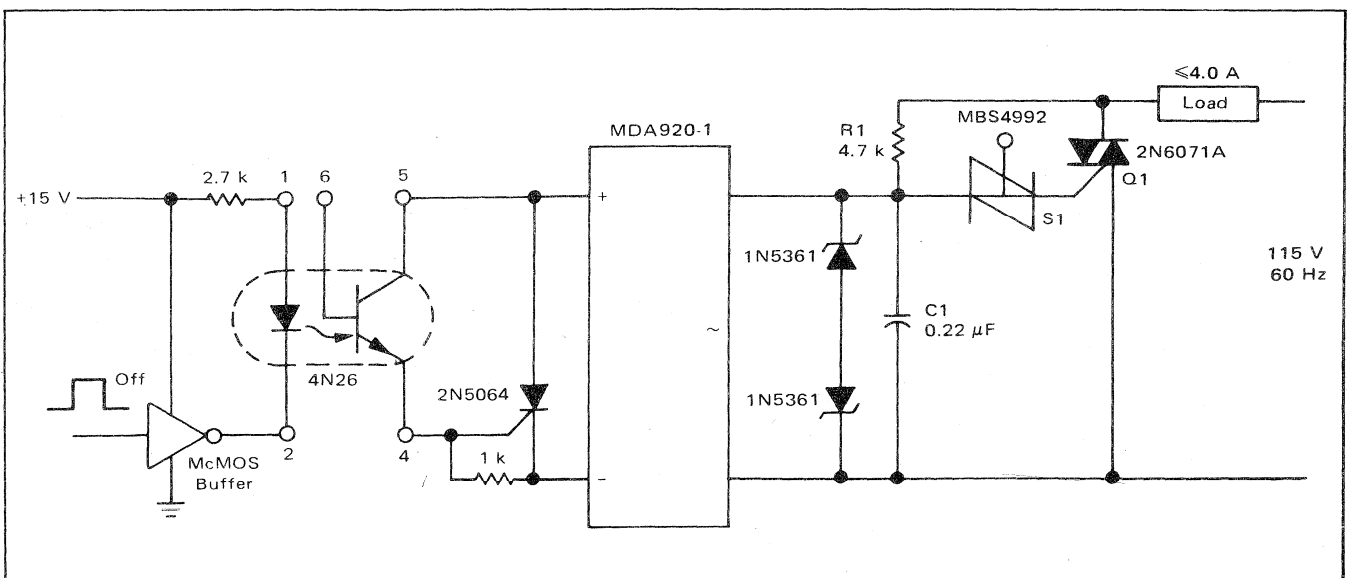 ≤4.0 A
Load
MBS4992
MDA920-1
R1
4.7 k
2N6071A
Q1
2.7 k
1
6
5
+15 V
+
S1
1N5361
115 V
60 Hz
C1
0.22 µF
~
Off
4N26
2N5064
1N5361
McMOS
Buffer
2
4
1 k
−